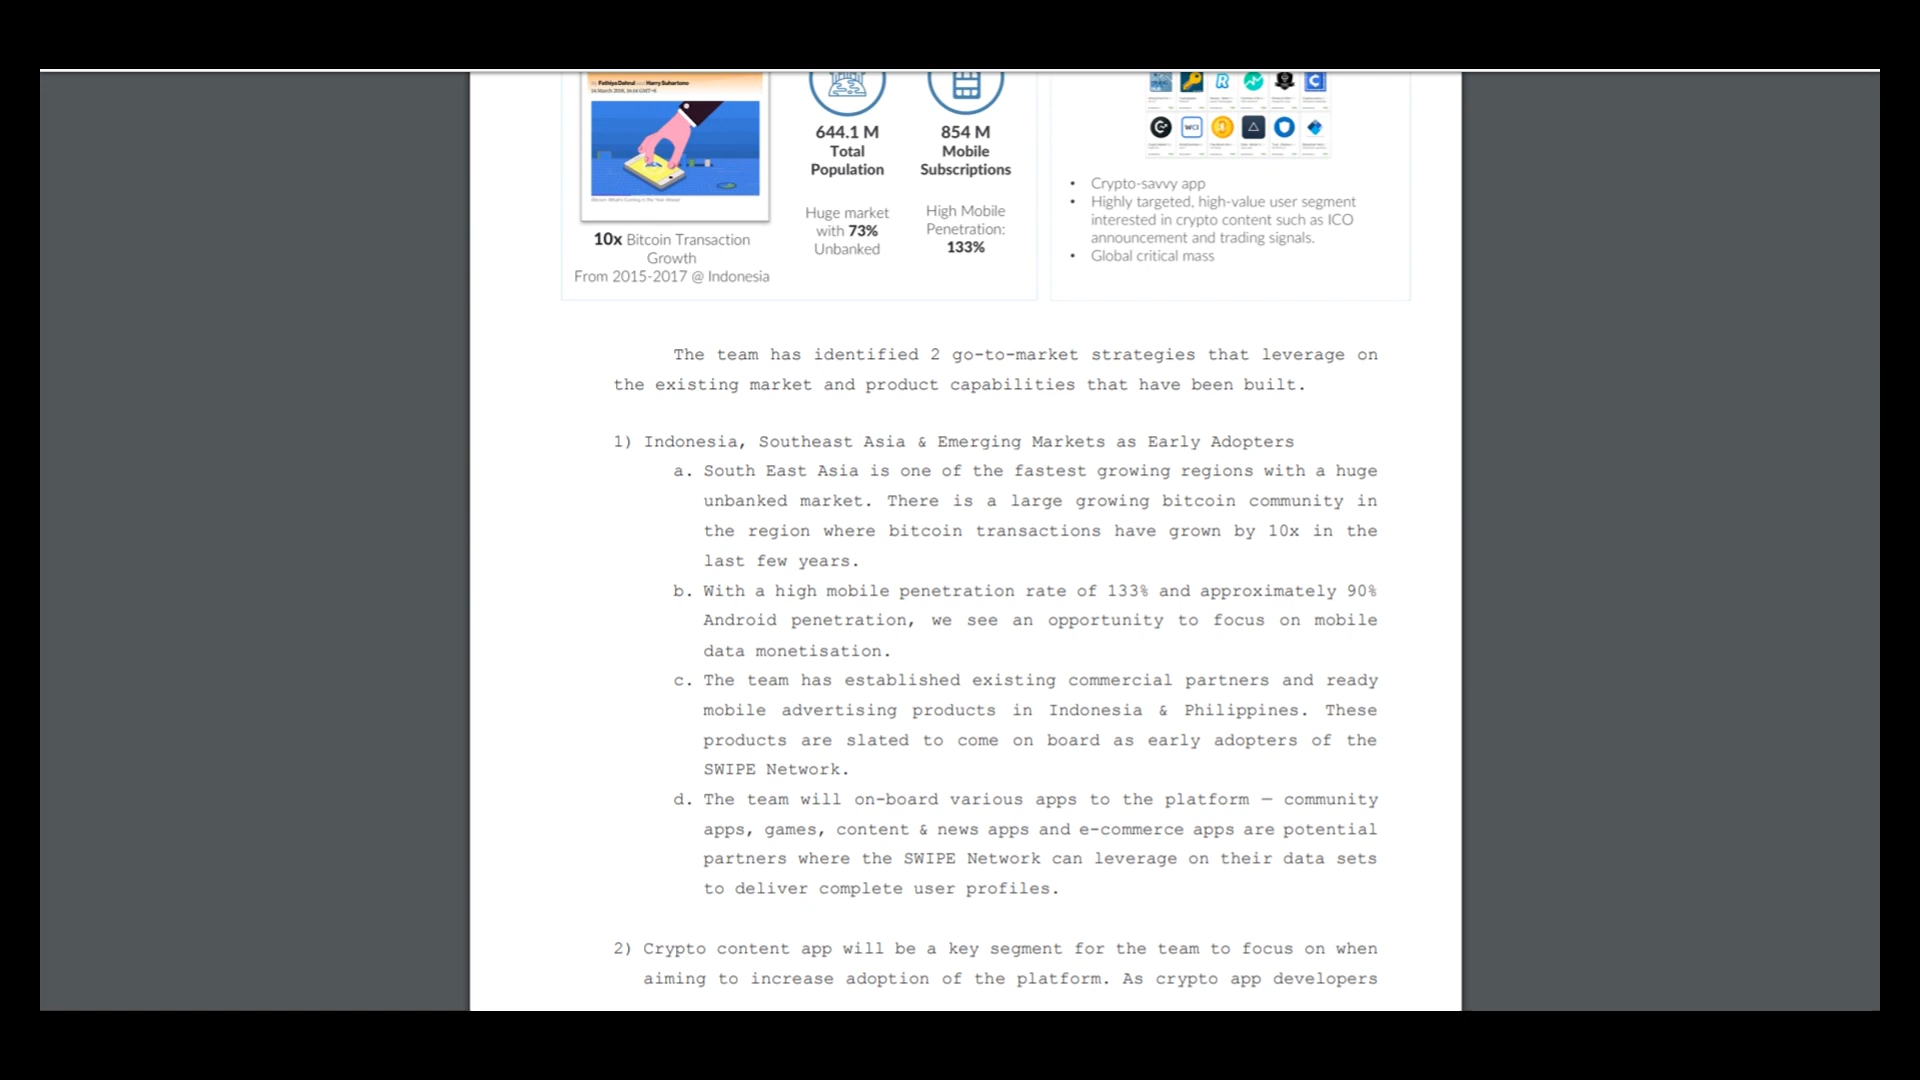 by Fathiya Dahrul and Harry Suhartono
644.1 M
Total
Population
Huge market
with 73%
Unbanked
854 M
Mobile
Subscriptions
High Mobile
Penetration:
133%
10x Bitcoin Transaction
Growth
From 2015-2017 @ Indonesia
• Crypto-savvy app
• Highly targeted, high-value user segment
interested in crypto content such as ICO
announcement and trading signals.
• Global critical mass
The team has identified 2 go-to-market strategies that leverage on
the existing market and product capabilities that have been built.
1) Indonesia, Southeast Asia & Emerging Markets as Early Adopters
a. South East Asia is one of the fastest growing regions with a huge
unbanked market. There is a large growing bitcoin community in
the region where bitcoin transactions have grown by 10x in the
last few years.
b. With a high mobile penetration rate of 133% and approximately 90%
Android penetration, we see an opportunity to focus on mobile
data monetisation.
c. The team has established existing commercial partners and ready
mobile advertising products in Indonesia & Philippines. These
products are slated to come on board as early adopters of the
SWIPE Network.
d. The team will on-board various apps to the platform — community
apps, games, content & news apps and e-commerce apps are potential
partners where the SWIPE Network can leverage on their data sets
to deliver complete user profiles.
2) Crypto content app will be a key segment for the team to focus on when
aiming to increase adoption of the platform. As crypto app developers